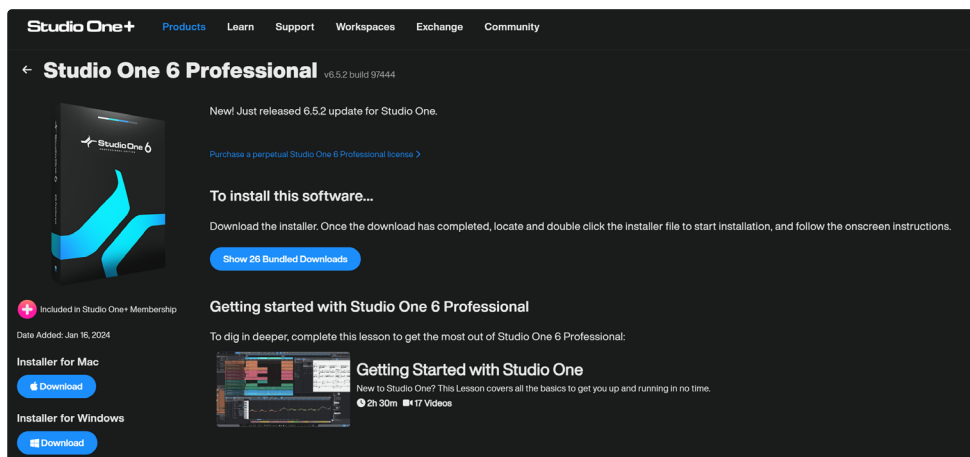 Studio One+ Products Learn Support Workspaces Exchange Community
← Studio One 6 Professional v6.5.2 build 97444
New! Just released 6.5.2 update for Studio One.
Purchase a perpetual Studio One 6 Professional license >
Studio One 6
PROFESSIONAL EDITION
To install this software...
Download the installer. Once the download has completed, locate and double click the installer file to start installation, and follow the onscreen instructions.
Show 26 Bundled Downloads
Included in Studio One+ Membership
Date Added: Jan 16, 2024
Installer for Mac
Download
Installer for Windows
Download
Getting started with Studio One 6 Professional
To dig in deeper, complete this lesson to get the most out of Studio One 6 Professional:
Getting Started with Studio One
New to Studio One? This Lesson covers all the basics to get you up and running in no time.
2h 30m 17 Videos